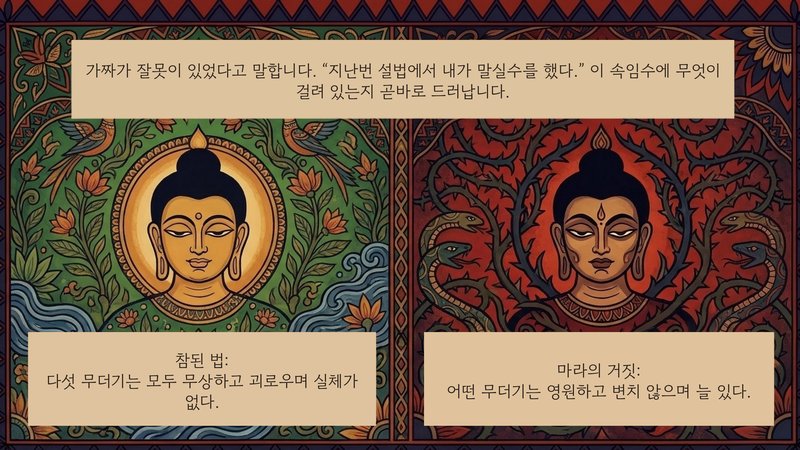 가짜가 잘못이 있었다고 말합니다. “지난번 설법에서 내가 말실수를 했다.” 이 속임수에 무엇이
걸려 있는지 곧바로 드러납니다.
참된 법:
다섯 무더기는 모두 무상하고 괴로우며 실체가
없다.
마라의 거짓:
어떤 무더기는 영원하고 변치 않으며 늘 있다.